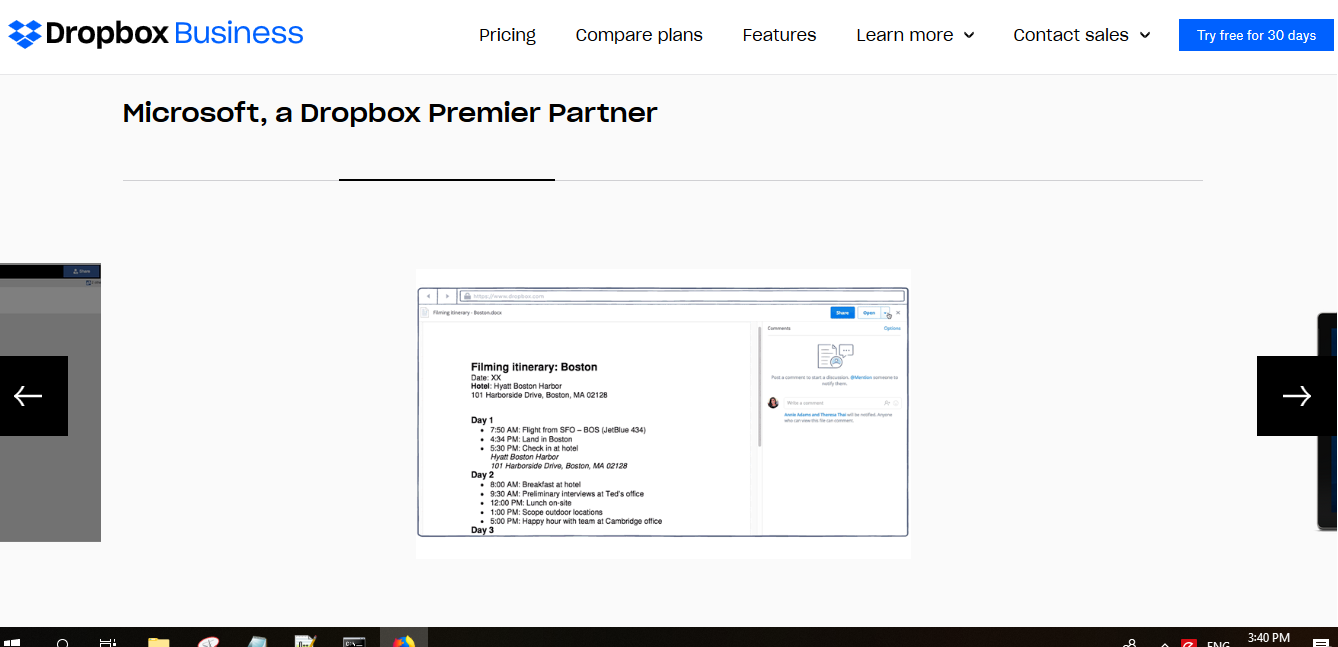 Dropbox Business
Pricing
Compare plans
Features
Learn more
Contact sales
Try free for 30 days
Microsoft, a Dropbox Premier Partner
Share
https://www.dropbox.com
Filming Itinerary - Boston.docx
Share
Open
Comments
Options
Post a comment to start a discussion. @Mention someone to
notify them.
Write a comment
Annie Adams and Theresa Thai will be notified. Anyone
who can view this file can comment.
Filming itinerary: Boston
Date: XX
Hotel: Hyatt Boston Harbor
101 Harborside Drive, Boston, MA 02128
Day 1
• 7:50 AM: Flight from SFO – BOS (JetBlue 434)
• 4:34 PM: Land in Boston
• 5:30 PM: Check in at hotel
Hyatt Boston Harbor
101 Harborside Drive, Boston, MA 02128
Day 2
• 8:00 AM: Breakfast at hotel
• 9:30 AM: Preliminary interviews at Ted's office
• 12:00 PM: Lunch on-site
• 1:00 PM: Scope outdoor locations
• 5:00 PM: Happy hour with team at Cambridge office
Day 3
ENG
3:40 PM